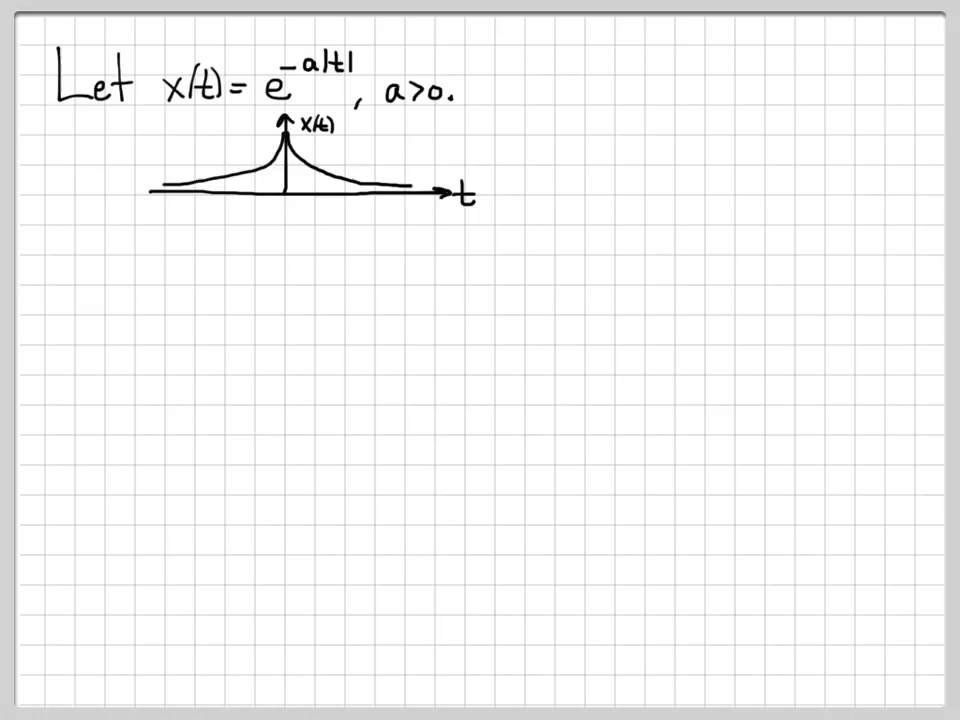 Let x(t) = e^{-a|t|}, a>0.
x(t)
t